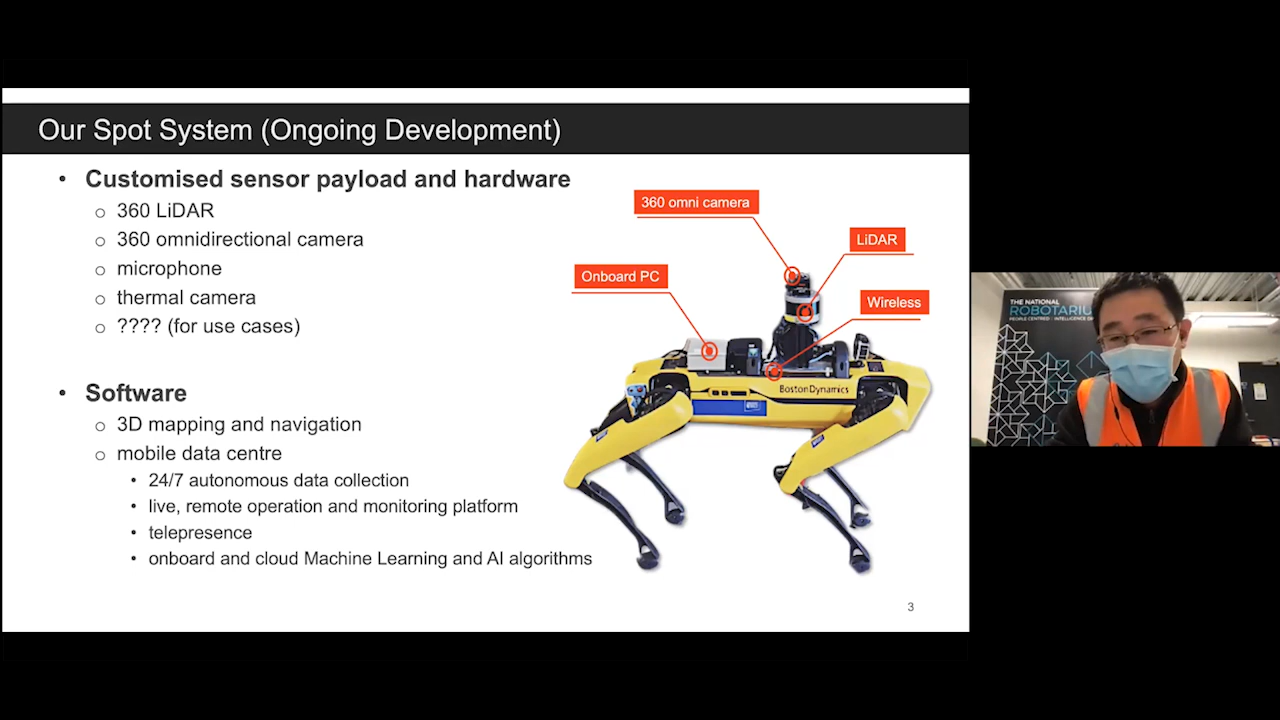 Our Spot System (Ongoing Development)
• Customised sensor payload and hardware
o 360 LiDAR
o 360 omnidirectional camera
o microphone
o thermal camera
o ???? (for use cases)
• Software
o 3D mapping and navigation
o mobile data centre
• 24/7 autonomous data collection
• live, remote operation and monitoring platform
• telepresence
• onboard and cloud Machine Learning and AI algorithms
360 omni camera
LiDAR
Onboard PC
Wireless
BostonDynamics
3
THE NATIONAL
ROBOTARIU
PEOPLE CENTRED | INTELLIGENCE